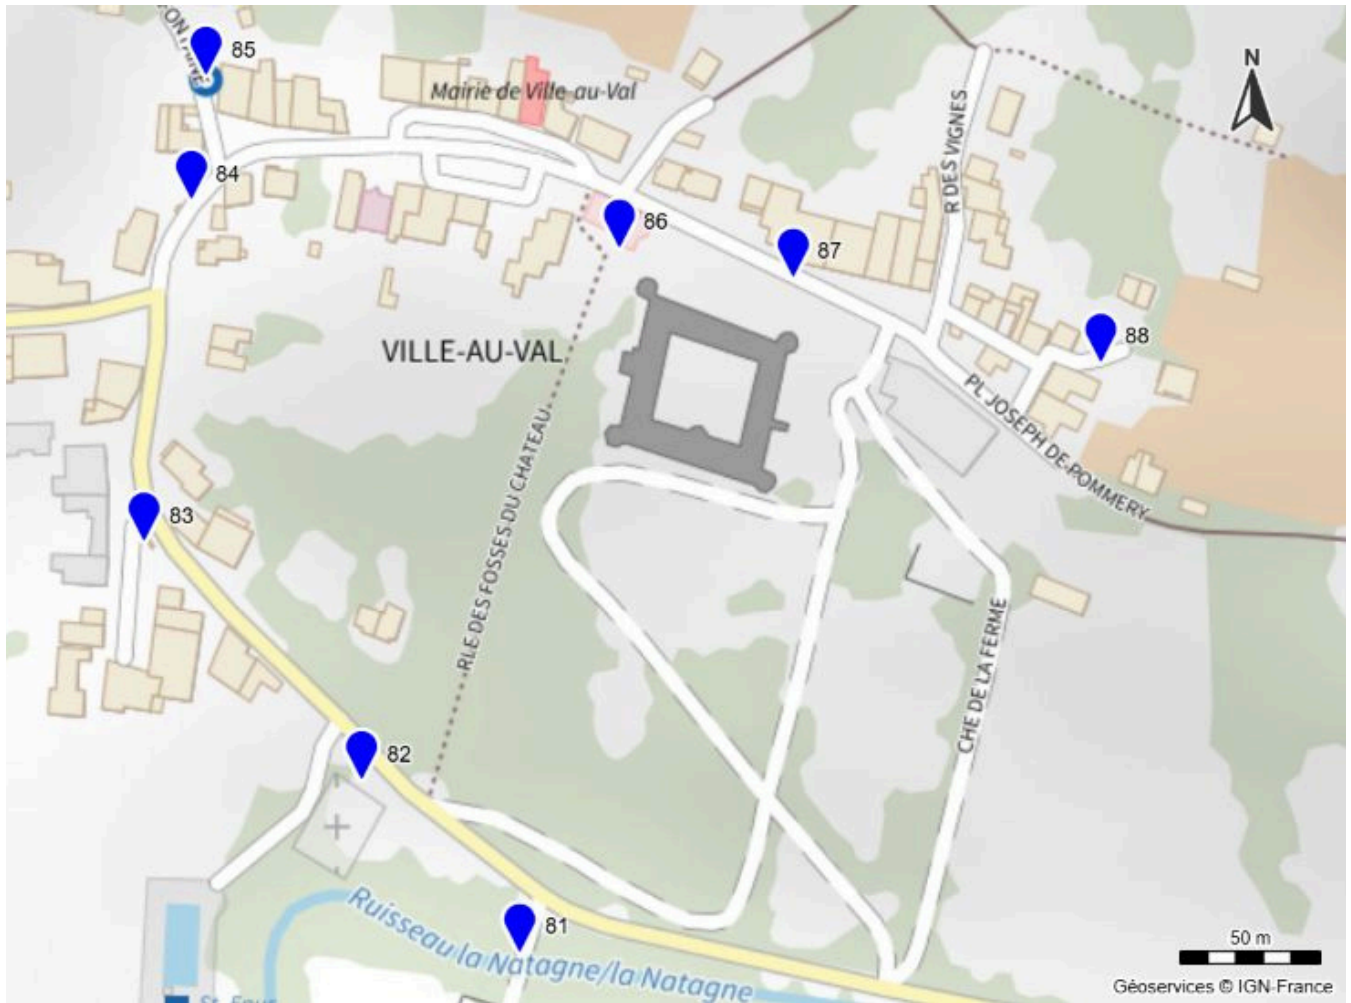 85
N
Mairie de Ville-au-Val
R DES VIGNES
84
86
87
88
VILLE-AU-VAL
PL JOSEPH DE POMMERY
RLE DES FOSSES DU CHATEAU
83
CHE DE LA FERME
82
81
Ruisseau la Natagne/la Natagne
50 m
Géoservices © IGN-France